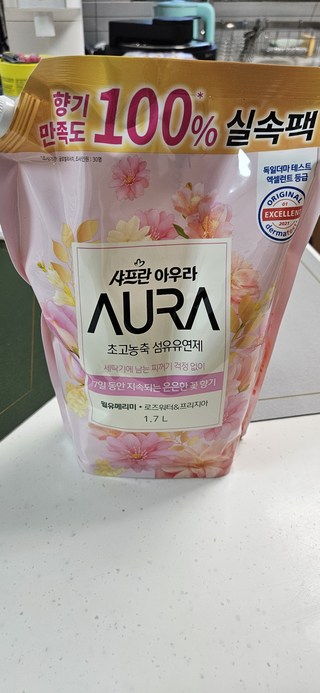 향기
만족도 100%* 실속팩
독일더마 테스트
엑셀런트 등급
ORIGINAL
EXCELLENT
dermatest
샤프란 아우라
AURA
초고농축 섬유유연제
세탁기에 남는 찌꺼기 걱정 없이
7일 동안 지속되는 은은한 꽃 향기
윌유메리미 • 로즈워터&프리지아
1.7 L